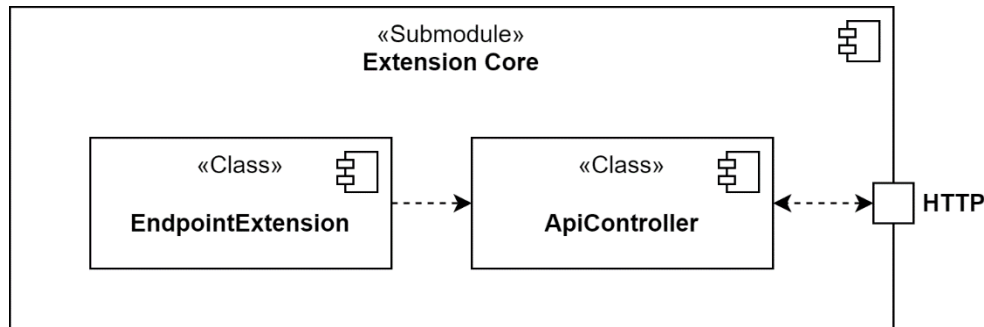 «Submodule»
Extension Core
«Class»
EndpointExtension
«Class»
ApiController
HTTP